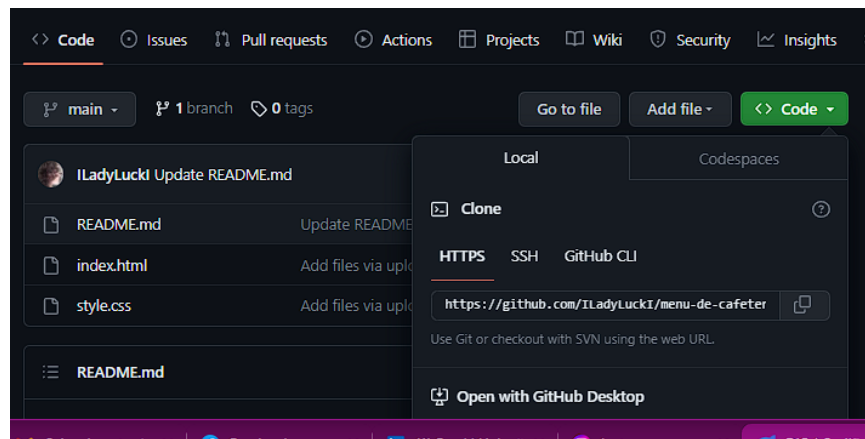 Code Issues Pull requests Actions Projects Wiki Security Insights
main 1 branch 0 tags Go to file Add file Code
Local Codespaces
ILadyLuckI Update README.md
Clone
README.md Update README
HTTPS SSH GitHub CLI
index.html Add files via uplo
https://github.com/ILadyLuckI/menu-de-cafeter
style.css Add files via uplo
Use Git or checkout with SVN using the web URL.
README.md
Open with GitHub Desktop